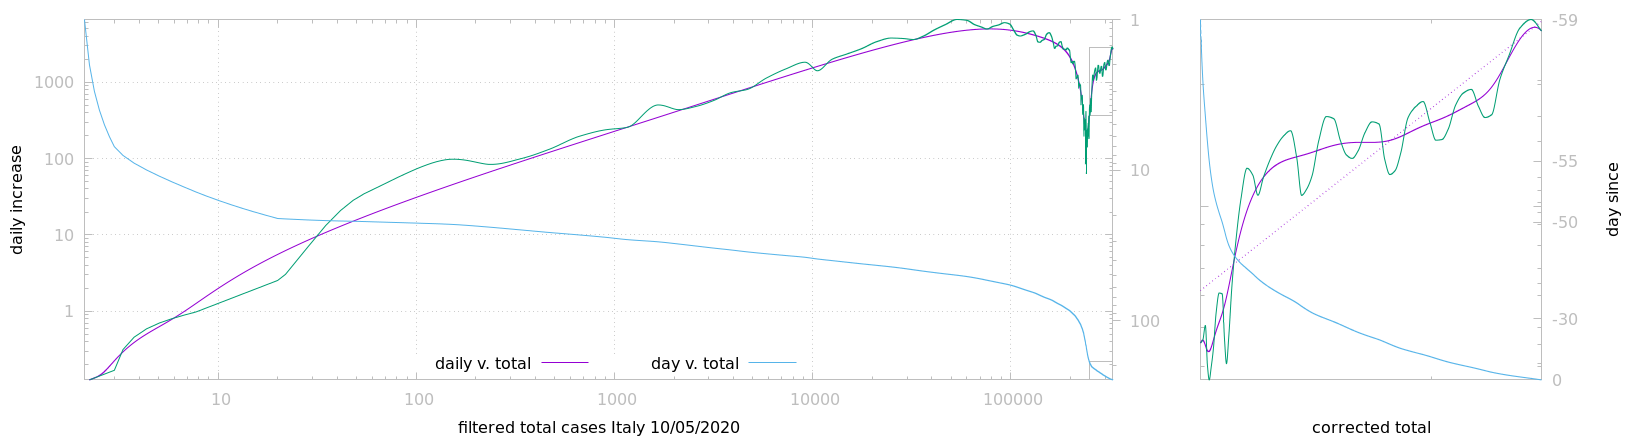 daily increase
1000
100
10
1
10
100
1000
10000
100000
filtered total cases Italy 10/05/2020
daily v. total
day v. total
1
10
100
-59
-55
-50
-30
0
day since
corrected total